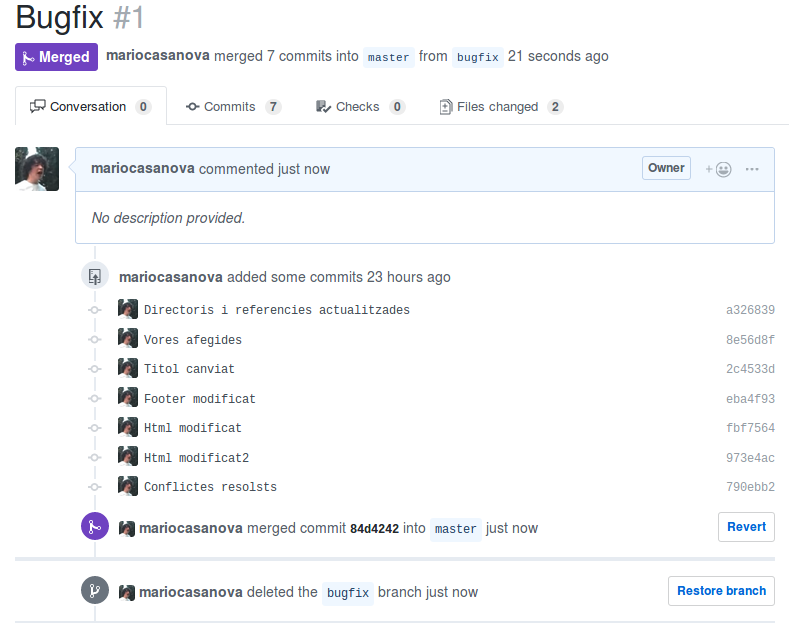 Bugfix #1
Merged mariocasanova merged 7 commits into master from bugfix 21 seconds ago
Conversation 0 Commits 7 Checks 0 Files changed 2
mariocasanova commented just now Owner
No description provided.
mariocasanova added some commits 23 hours ago
Directoris i referencies actualitzades a326839
Vores afegides 8e56d8f
Titol canviat 2c4533d
Footer modificat eba4f93
Html modificat fbf7564
Html modificat2 973e4ac
Conflictes resolsts 790ebb2
mariocasanova merged commit 84d4242 into master just now Revert
mariocasanova deleted the bugfix branch just now Restore branch